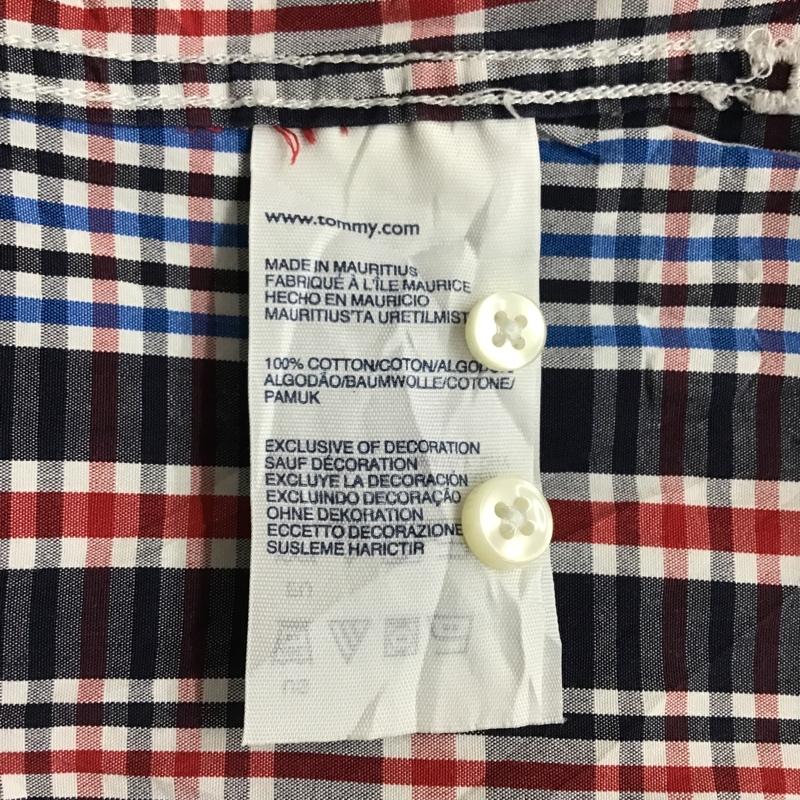 www.tommy.com
MADE IN MAURITIUS
FABRIQUÉ À L'ÎLE MAURICE
HECHO EN MAURICIO
MAURITIUS'TA URETILMIST
100% COTTON/COTON/ALGODON/
ALGODÃO/BAUMWOLLE/COTONE/
PAMUK
EXCLUSIVE OF DECORATION
SAUF DÉCORATION
EXCLUYE LA DECORACIÓN
EXCLUINDO DECORAÇÃO
OHNE DEKORATION
ECCETTO DECORAZIONE
SUSLEME HARICTIR